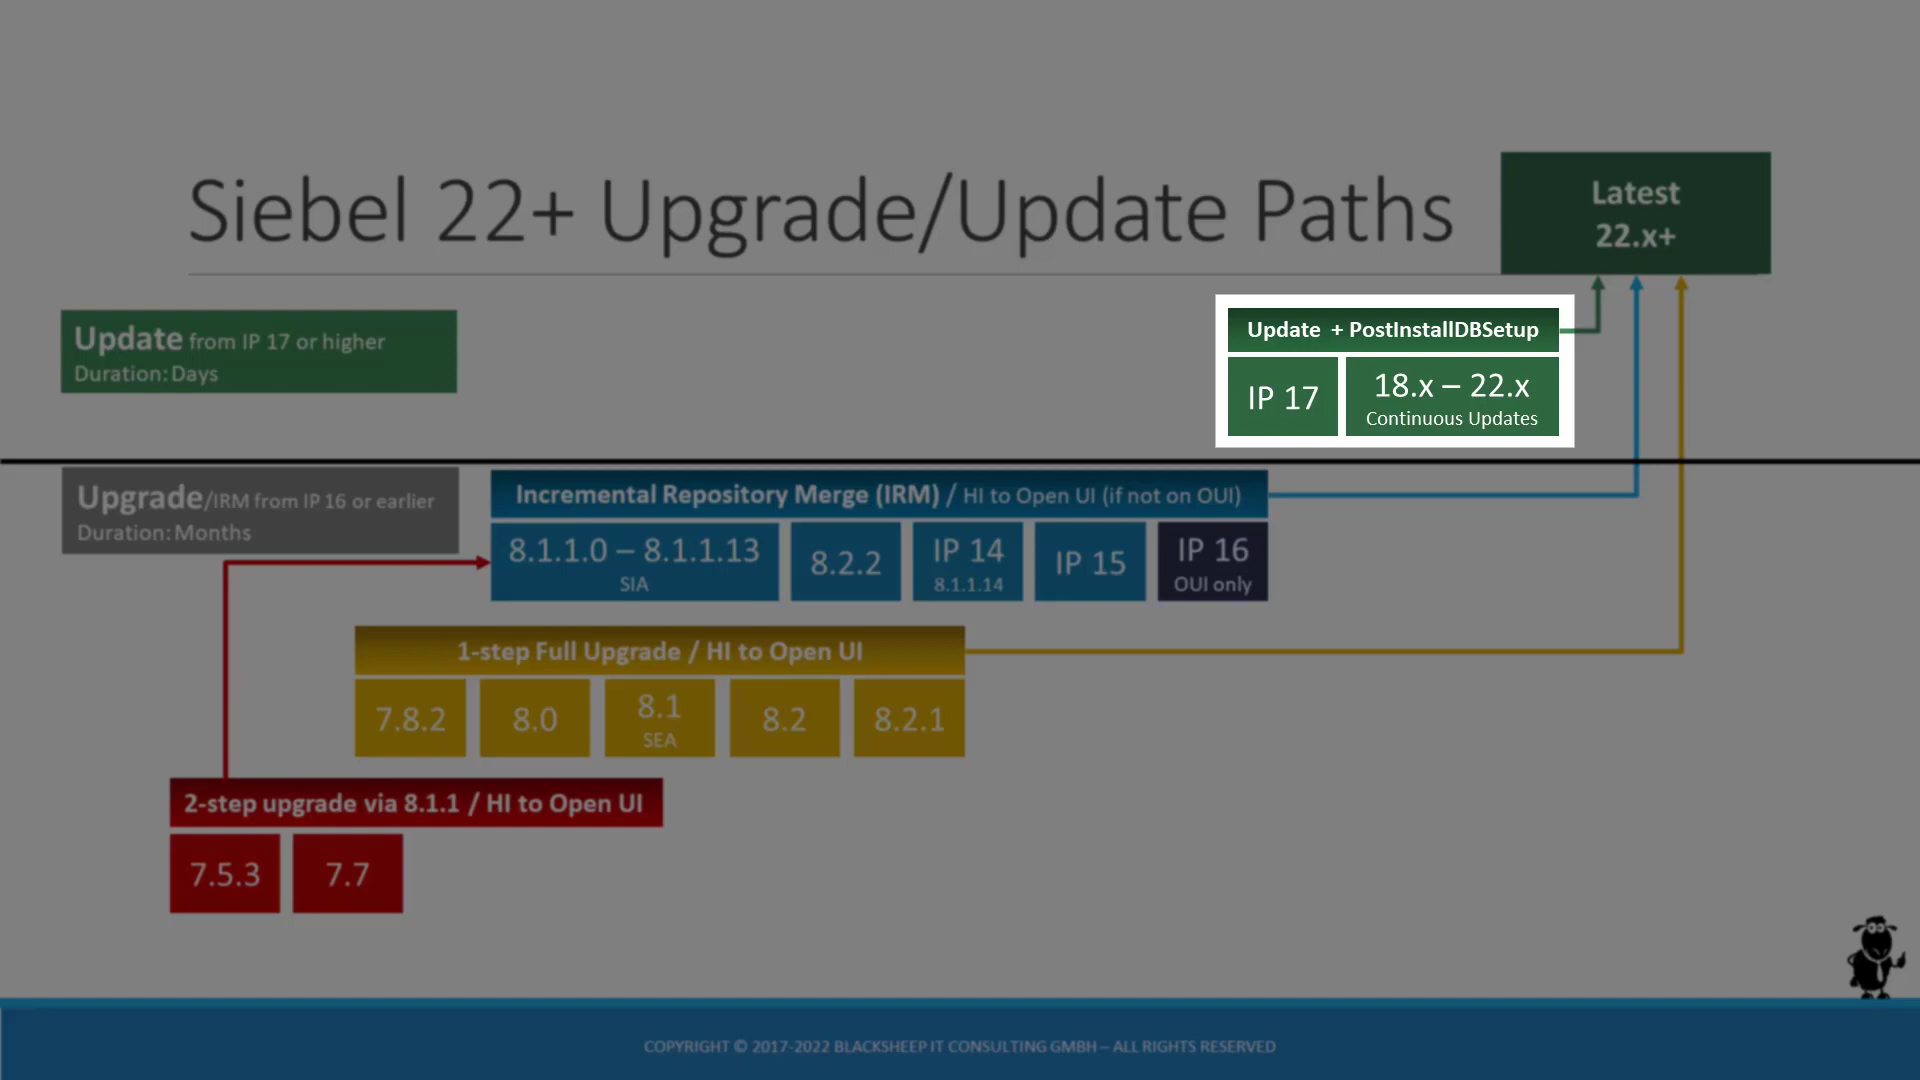 Siebel 22+ Upgrade/Update Paths
Latest
22.x+
Update from IP 17 or higher
Duration: Days
Update + PostInstallDBSetup
IP 17
18.x – 22.x
Continuous Updates
Upgrade/IRM from IP 16 or earlier
Duration: Months
Incremental Repository Merge (IRM) / HI to Open UI (if not on OUI)
8.1.1.0 – 8.1.1.13
SIA
8.2.2
IP 14
8.1.1.14
IP 15
IP 16
OUI only
1-step Full Upgrade / HI to Open UI
7.8.2
8.0
8.1
SEA
8.2
8.2.1
2-step upgrade via 8.1.1 / HI to Open UI
7.5.3
7.7
COPYRIGHT © 2017-2022 BLACKSHEEP IT CONSULTING GMBH – ALL RIGHTS RESERVED